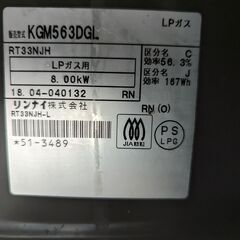 販売型式 KGM563DGL LPガス
RT33NJH
LPガス用
8.00kW
区分名 C
効率56.3%
区分名 J
効率 167Wh
18.04-040132 RN
リンナイ株式会社
RT33NJH-L
RN (O)
JIA認証
PS
LPG
*51-3489